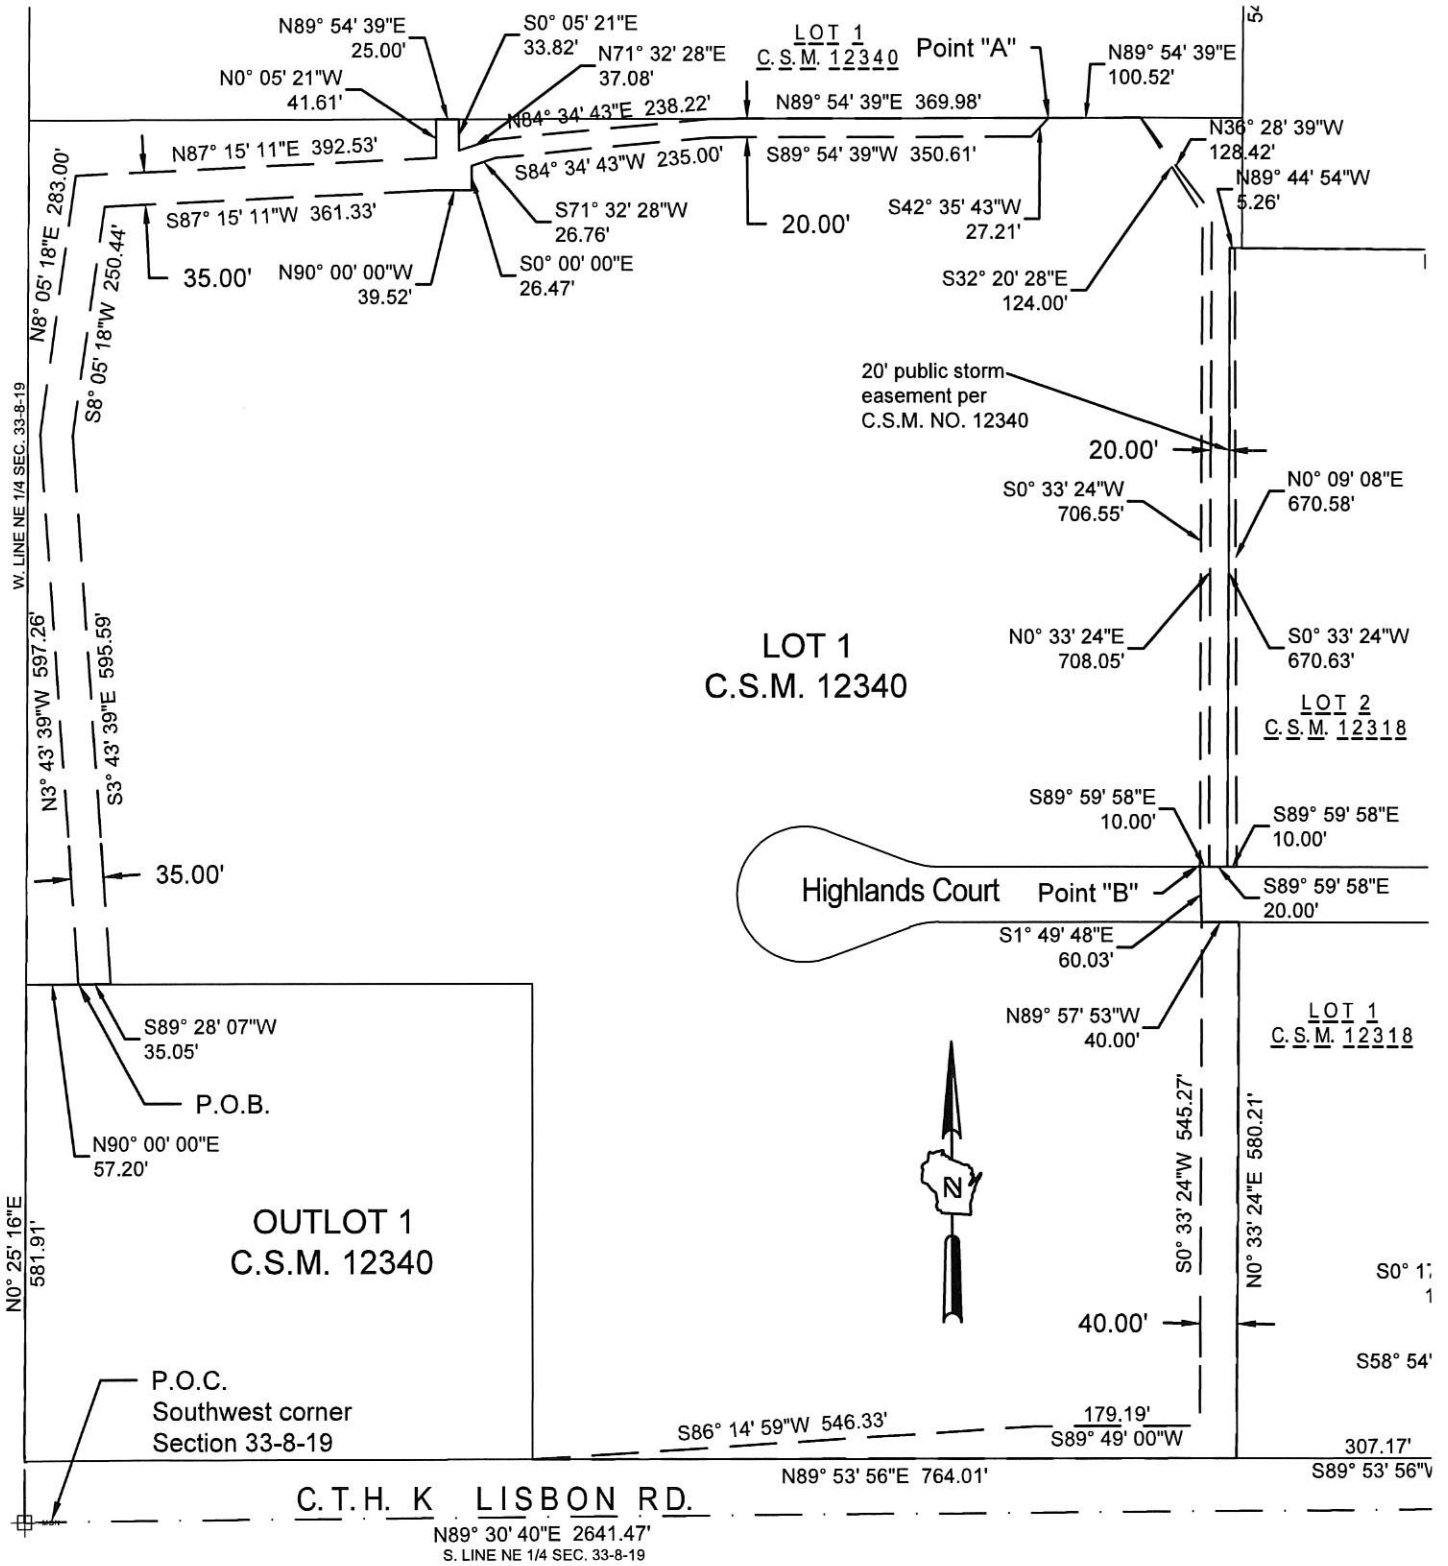 N89° 54' 39"E
25.00'
S0° 05' 21"E
33.82'
N71° 32' 28"E
37.08'
N0° 05' 21"W
41.61'
LOT 1
C.S.M. 12340
Point "A"
N89° 54' 39"E
100.52'
54
N84° 34' 43"E 238.22'
N89° 54' 39"E 369.98'
N87° 15' 11"E 392.53'
S84° 34' 43"W 235.00'
S89° 54' 39"W 350.61'
N36° 28' 39"W
128.42'
N89° 44' 54"W
5.26'
N8° 05' 18"E 283.00'
S8° 05' 18"W 250.44'
S87° 15' 11"W 361.33'
S71° 32' 28"W
26.76'
20.00'
S42° 35' 43"W
27.21'
35.00'
N90° 00' 00"W
39.52'
S0° 00' 00"E
26.47'
S32° 20' 28"E
124.00'
20' public storm
easement per
C.S.M. NO. 12340
20.00'
W. LINE NE 1/4 SEC. 33-8-19
S0° 33' 24"W
706.55'
N0° 09' 08"E
670.58'
N3° 43' 39"W 597.26'
S3° 43' 39"E 595.59'
LOT 1
C.S.M. 12340
N0° 33' 24"E
708.05'
S0° 33' 24"W
670.63'
LOT 2
C.S.M. 12318
S89° 59' 58"E
10.00'
S89° 59' 58"E
10.00'
35.00'
Highlands Court
Point "B"
S89° 59' 58"E
20.00'
S1° 49' 48"E
60.03'
S89° 28' 07"W
35.05'
N89° 57' 53"W
40.00'
LOT 1
C.S.M. 12318
P.O.B.
N90° 00' 00"E
57.20'
N
S0° 33' 24"W 545.27'
N0° 33' 24"E 580.21'
OUTLOT 1
C.S.M. 12340
N0° 25' 16"E
581.91'
S0° 1
1
40.00'
S58° 54'
P.O.C.
Southwest corner
Section 33-8-19
S86° 14' 59"W 546.33'
179.19'
S89° 49' 00"W
307.17'
S89° 53' 56"
N89° 53' 56"E 764.01'
C.T.H. K LISBON RD.
N89° 30' 40"E 2641.47'
S. LINE NE 1/4 SEC. 33-8-19